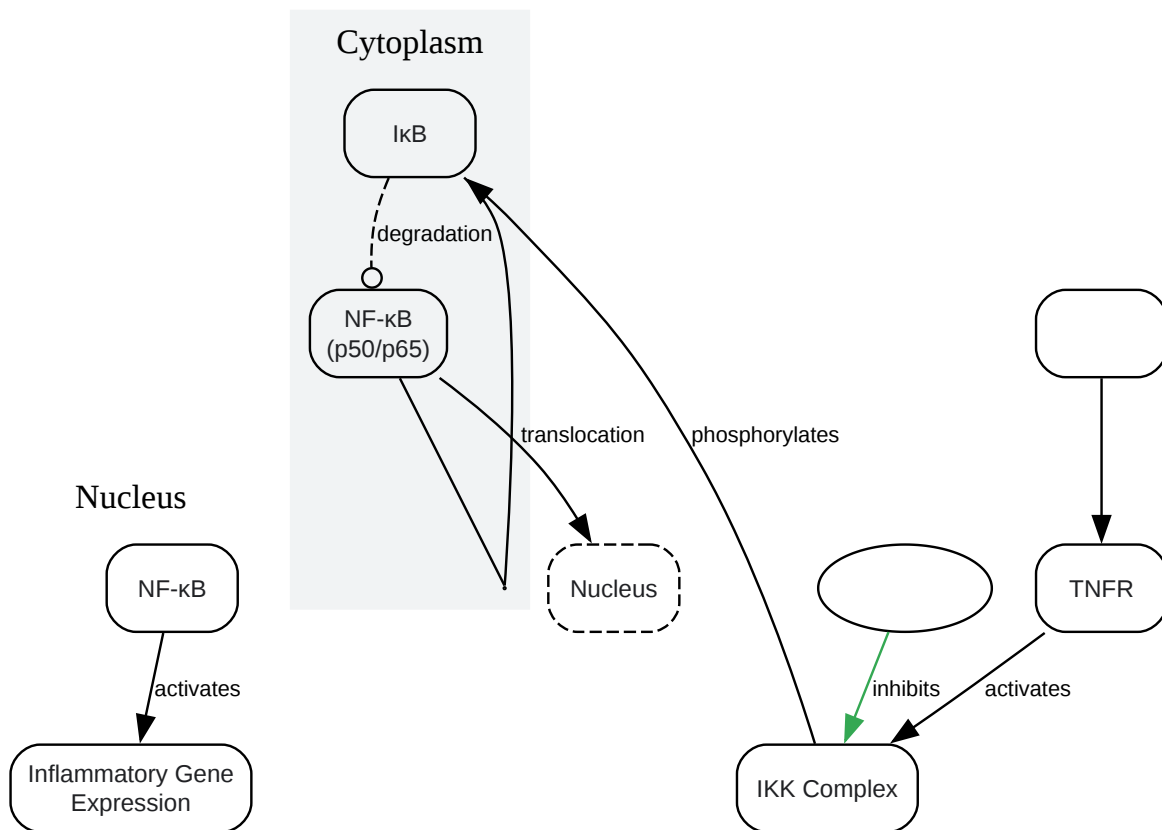 Cytoplasm
IκB
degradation
NF-κB
(p50/p65)
translocation
phosphorylates
Nucleus
NF-κB
Nucleus
TNFR
activates
inhibits
activates
Inflammatory Gene
Expression
IKK Complex